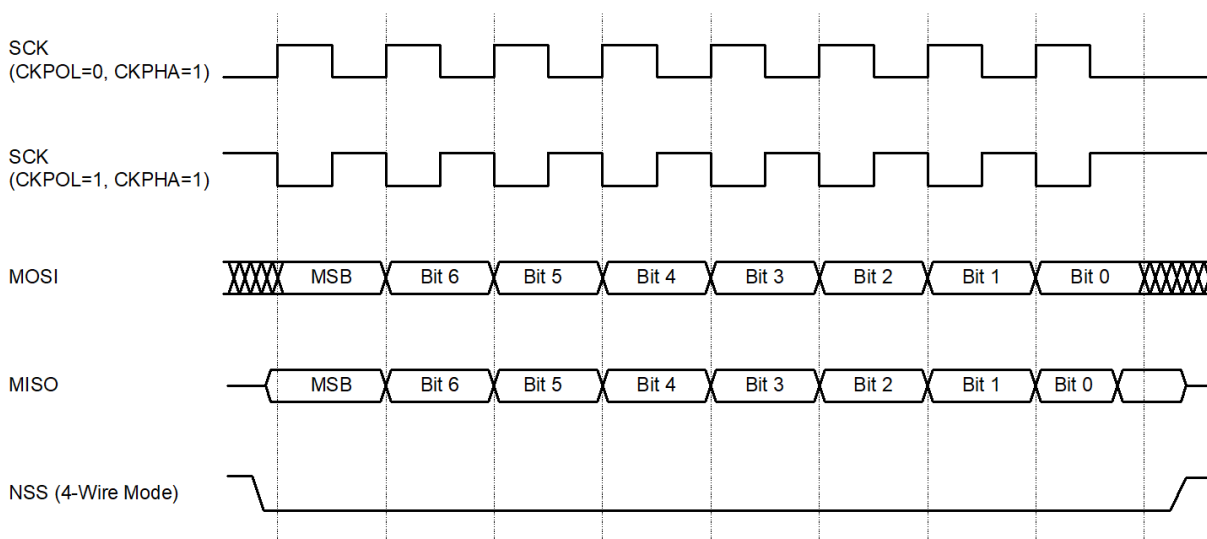 SCK
(CKPOL=0, CKPHA=1)
SCK
(CKPOL=1, CKPHA=1)
MOSI MSB Bit 6 Bit 5 Bit 4 Bit 3 Bit 2 Bit 1 Bit 0
MISO MSB Bit 6 Bit 5 Bit 4 Bit 3 Bit 2 Bit 1 Bit 0
NSS (4-Wire Mode)